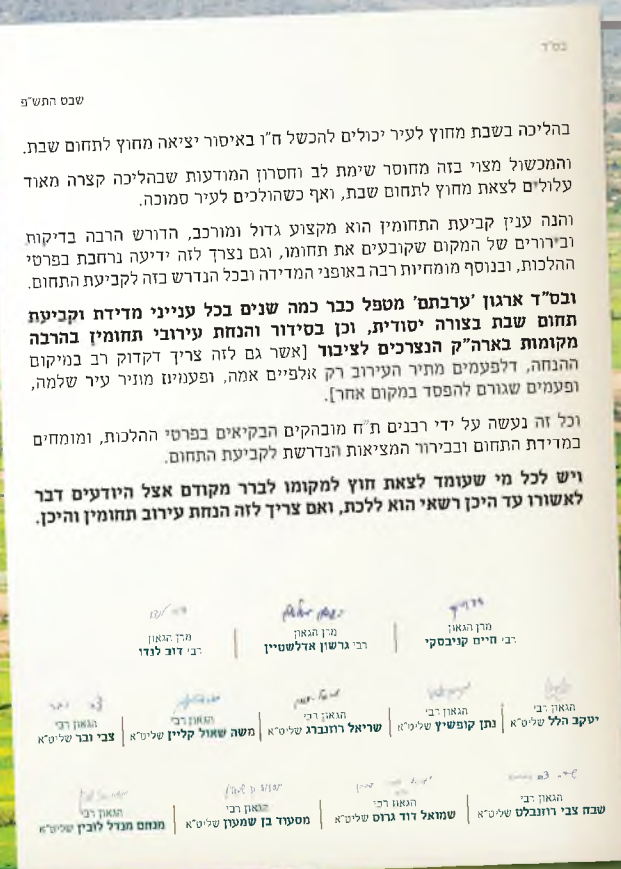 בס"ד
שבט התש"פ
בהליכה בשבת מחוץ לעיר יכולים להכשל ח"ו באיסור יציאה מחוץ לתחום שבת.
והמכשול מצוי בזה מחוסר שימת לב וחסרון המודעות שבהליכה קצרה מאוד
עלולים לצאת מחוץ לתחום שבת, ואף כשהולכים לעיר סמוכה.
והנה ענין קביעת התחומין הוא מקצוע גדול ומורכב, הדורש הרבה בדיקות
ובירורים של המקום שקובעים את תחומו, וגם נצרך לזה ידיעה נרחבת בפרטי
ההלכות, ובנוסף מומחיות רבה באופני המדידה ובכל הנדרש בזה לקביעת התחום.
ובס"ד ארגון 'ערבתם' מטפל כבר כמה שנים בכל ענייני מדידת וקביעת
תחום שבת בצורה יסודית, וכן בסידור והנחת עירובי תחומין בהרבה
מקומות בארה"ק הנצרכים לציבור [אשר גם לזה צריך דקדוק רב במיקום
ההנחה, דלפעמים מתיר העירוב רק אלפיים אמה, ופעמים מתיר עיר שלמה,
ופעמים שגורם להפסד במקום אחר].
וכל זה נעשה על ידי רבנים ת"ח מובהקים הבקיאים בפרטי ההלכות, ומומחים
במדידת התחום ובבירור המציאות הנדרשת לקביעת התחום.
ויש לכל מי שעומד לצאת חוץ למקומו לברר מקודם אצל היודעים דבר
לאשורו עד היכן רשאי הוא ללכת, ואם צריך לזה הנחת עירוב תחומין והיכן.
מרן הגאון מרן הגאון מרן הגאון
רבי חיים קניבסקי רבי גרשון אדלשטיין רבי דוב לנדו
הגאון רבי הגאון רבי הגאון רבי הגאון רבי הגאון רבי
יעקב הלל שליט"א נתן קופשיץ שליט"א שריאל רוזנברג שליט"א משה שאול קליין שליט"א צבי ובר שליט"א
הגאון רבי הגאון רבי הגאון רבי הגאון רבי
שבח צבי רוזנבלט שליט"א שמואל דוד גרוס שליט"א מסעוד בן שמעון שליט"א מנחם מנדל לובין שליט"א